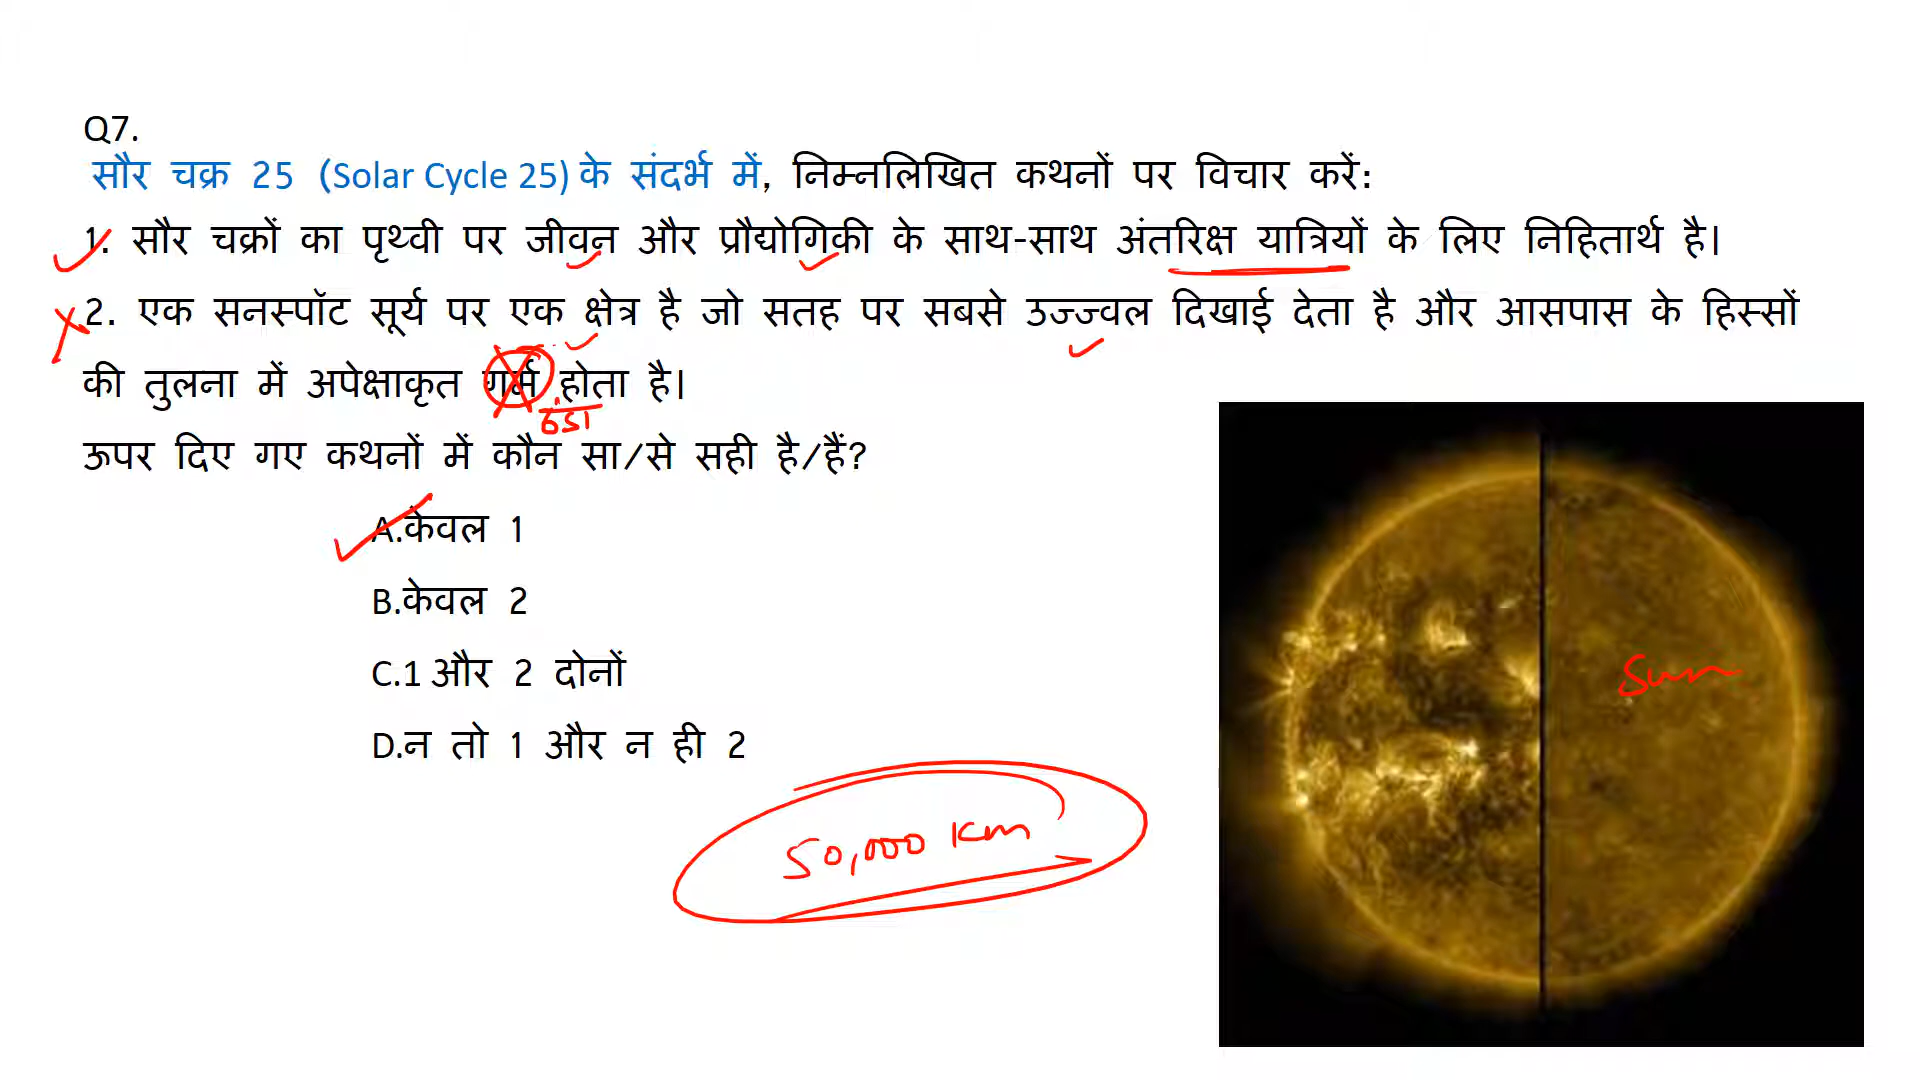 Q7.
सौर चक्र 25 (Solar Cycle 25) के संदर्भ में, निम्नलिखित कथनों पर विचार करें:
1. सौर चक्रों का पृथ्वी पर जीवन और प्रौद्योगिकी के साथ-साथ अंतरिक्ष यात्रियों के लिए निहितार्थ है।
2. एक सनस्पॉट सूर्य पर एक क्षेत्र है जो सतह पर सबसे उज्ज्वल दिखाई देता है और आसपास के हिस्सों
की तुलना में अपेक्षाकृत गर्म होता है।
ठंडा
ऊपर दिए गए कथनों में कौन सा/से सही है/हैं?
A.केवल 1
B.केवल 2
C.1 और 2 दोनों
D.न तो 1 और न ही 2
50,000 Km
Sun